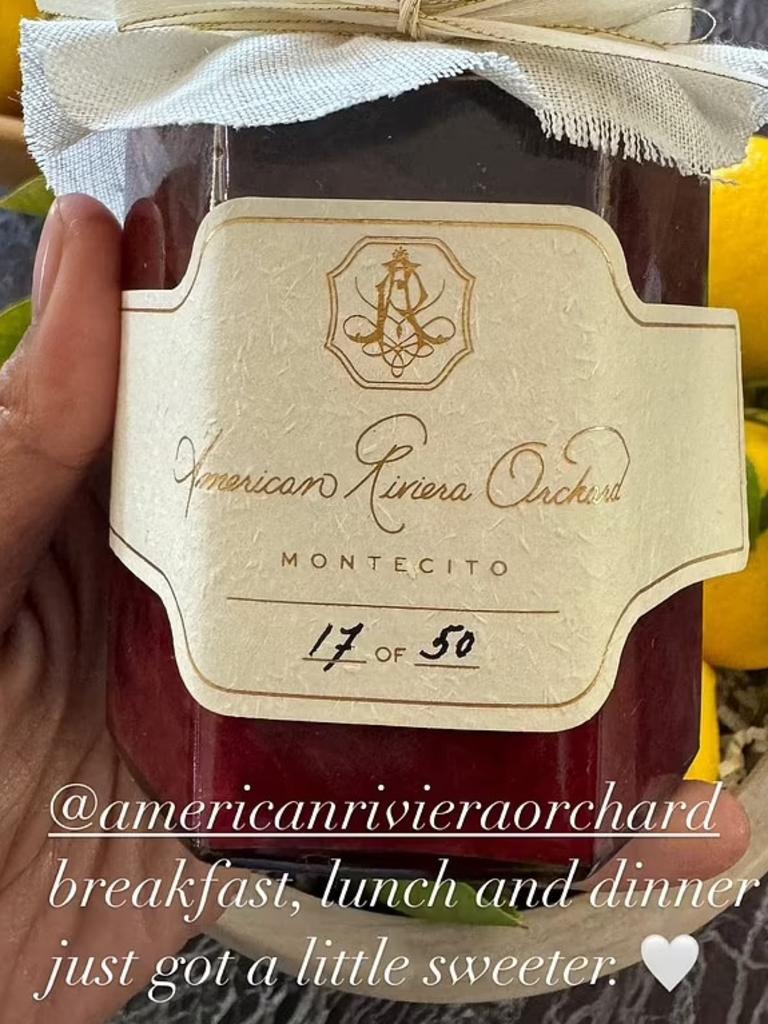 American Riviera Orchard
MONTECITO
17 OF 50
@americanrivieraorchard
breakfast, lunch and dinner
just got a little sweeter. 🤍